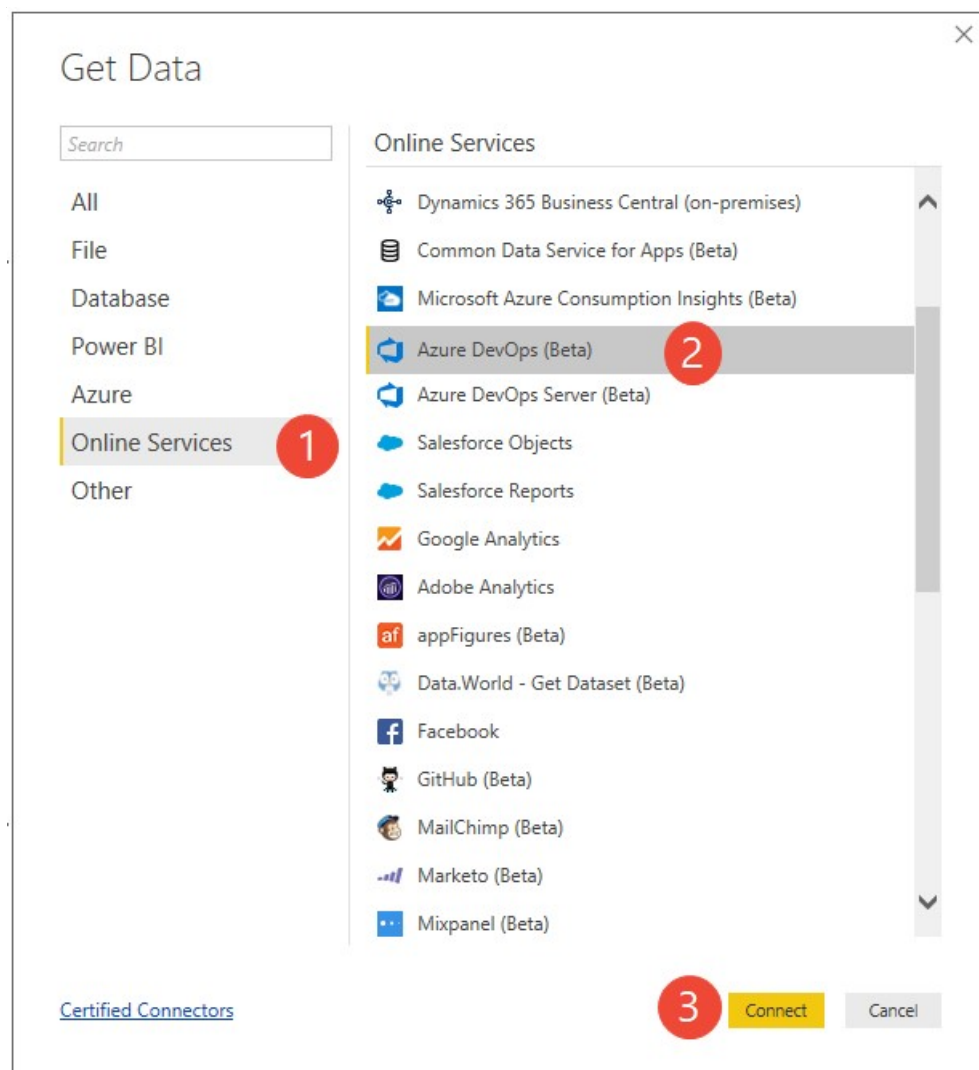 Get Data
Search
All
File
Database
Power BI
Azure
Online Services
1
Other
Online Services
Dynamics 365 Business Central (on-premises)
Common Data Service for Apps (Beta)
Microsoft Azure Consumption Insights (Beta)
Azure DevOps (Beta)
2
Azure DevOps Server (Beta)
Salesforce Objects
Salesforce Reports
Google Analytics
Adobe Analytics
af appFigures (Beta)
Data.World - Get Dataset (Beta)
Facebook
GitHub (Beta)
MailChimp (Beta)
Marketo (Beta)
Mixpanel (Beta)
Certified Connectors
3
Connect
Cancel